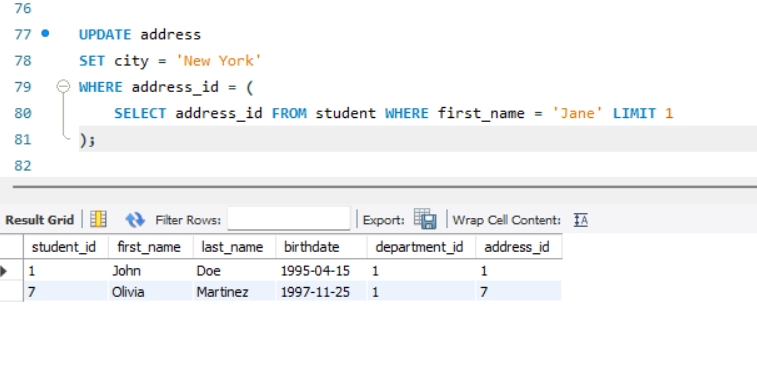 76
77 UPDATE address
78 SET city = 'New York'
79 WHERE address_id = (
80 SELECT address_id FROM student WHERE first_name = 'Jane' LIMIT 1
81 );
82
Result Grid Filter Rows: Export: Wrap Cell Content: IA
student_id first_name last_name birthdate department_id address_id
1 John Doe 1995-04-15 1 1
7 Olivia Martinez 1997-11-25 1 7